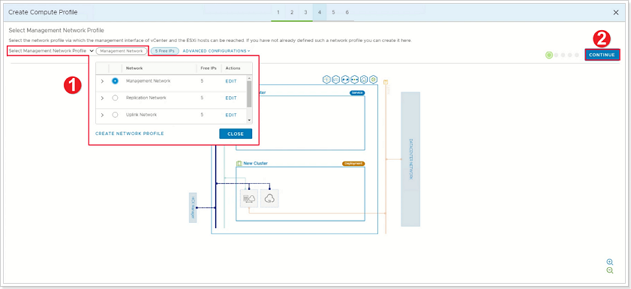 Create Compute Profile
1 2 3 4 5 6
Select Management Network Profile
Select the network profile via which the management interface of vCenter and the ESXi hosts can be reached. If you have not already defined such a network profile you can create it here
Select Management Network Profile
Management Network
5 Free IPs
ADVANCED CONFIGURATIONS
2
CONTINUE
1
Network Free IPs Actions
Management Network 5 EDIT
Replication Network 5 EDIT
Uplink Network 5 EDIT
CREATE NETWORK PROFILE
CLOSE
New Cluster